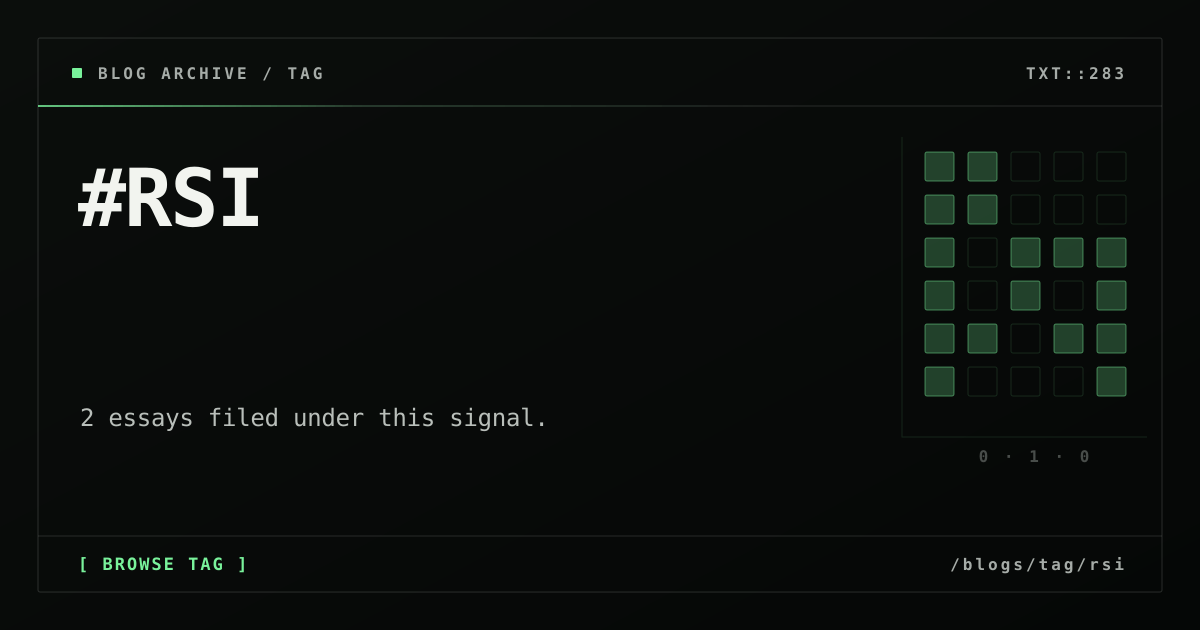 BLOG ARCHIVE / TAG
TXT::283
#RSI
2 essays filed under this signal.
0 · 1 · 0
[ BROWSE TAG ]
/blogs/tag/rsi